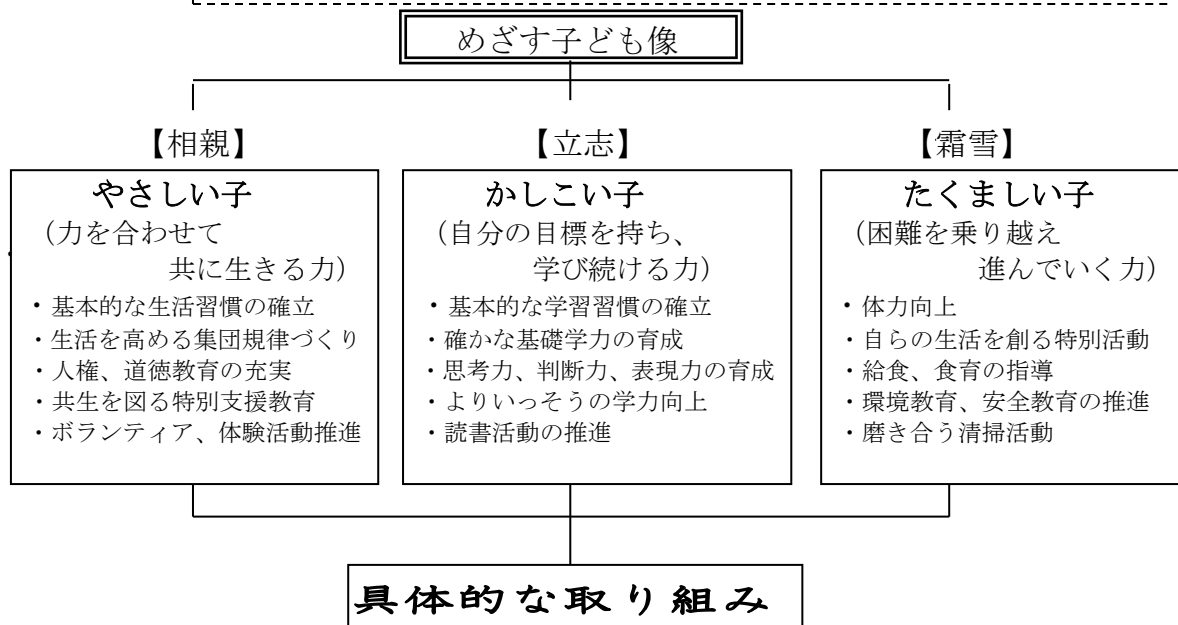 めざす子ども像
【相親】
やさしい子
（力を合わせて
共に生きる力）
・基本的な生活習慣の確立
・生活を高める集団規律づくり
・人権、道徳教育の充実
・共生を図る特別支援教育
・ボランティア、体験活動推進
【立志】
かしこい子
（自分の目標を持ち、
学び続ける力）
・基本的な学習習慣の確立
・確かな基礎学力の育成
・思考力、判断力、表現力の育成
・よりいっそうの学力向上
・読書活動の推進
【霜雪】
たくましい子
（困難を乗り越え
進んでいく力）
・体力向上
・自らの生活を創る特別活動
・給食、食育の指導
・環境教育、安全教育の推進
・磨き合う清掃活動
具体的な取り組み